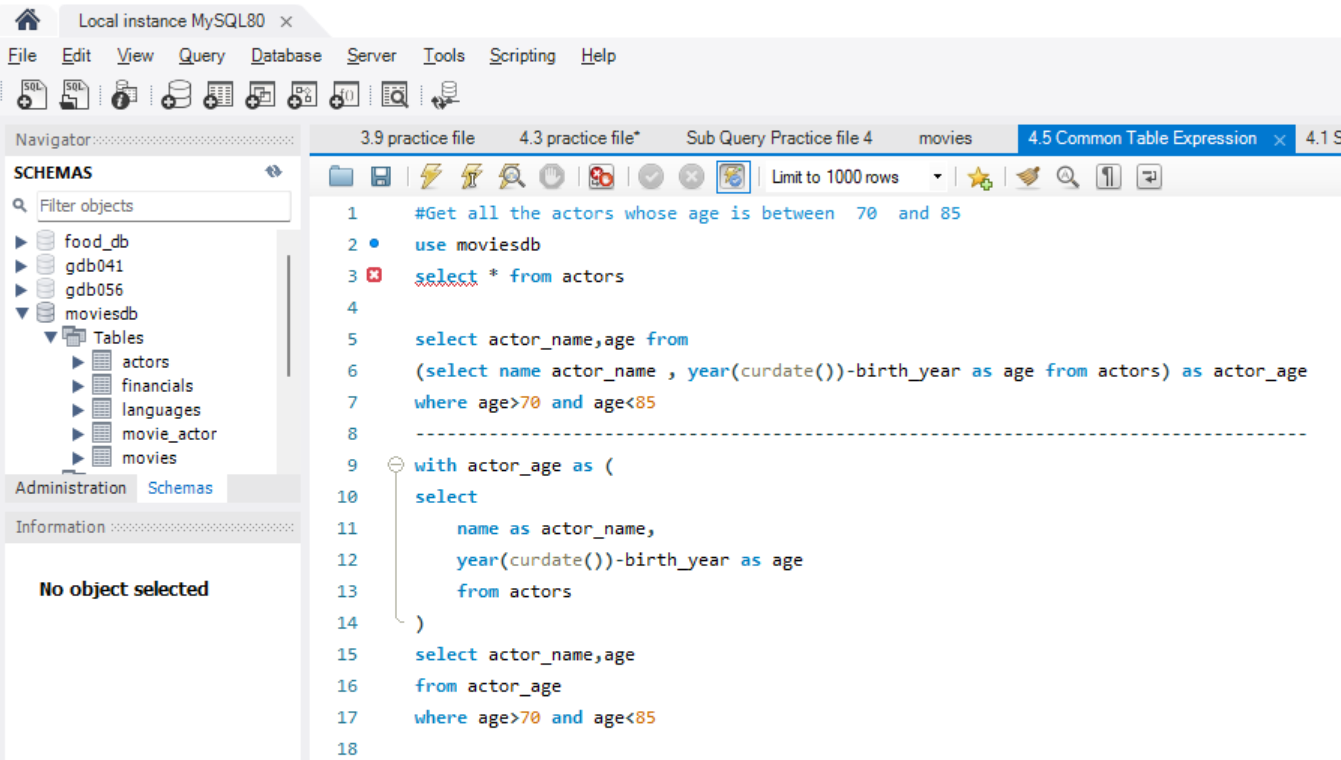 Local instance MySQL80 ×
File Edit View Query Database Server Tools Scripting Help
Navigator
SCHEMAS
Filter objects
food_db
gdb041
gdb056
moviesdb
Tables
actors
financials
languages
movie_actor
movies
Administration Schemas
Information
No object selected
3.9 practice file 4.3 practice file* Sub Query Practice file 4 movies 4.5 Common Table Expression × 4.1 S
Limit to 1000 rows
1 #Get all the actors whose age is between  70  and 85
2 use moviesdb
3 select * from actors
4
5 select actor_name,age from
6 (select name actor_name , year(curdate())-birth_year as age from actors) as actor_age
7 where age>70 and age<85
8 -------------------------------------------------------------------------------------
9 with actor_age as (
10 select
11     name as actor_name,
12     year(curdate())-birth_year as age
13     from actors
14 )
15 select actor_name,age
16 from actor_age
17 where age>70 and age<85
18